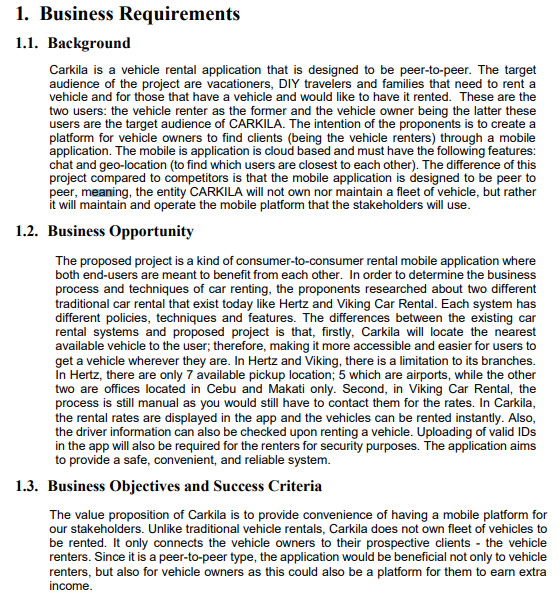 1. Business Requirements
1.1. Background
Carkila is a vehicle rental application that is designed to be peer-to-peer. The target
audience of the project are vacationers, DIY travelers and families that need to rent a
vehicle and for those that have a vehicle and would like to have it rented. These are the
two users: the vehicle renter as the former and the vehicle owner being the latter these
users are the target audience of CARKILA. The intention of the proponents is to create a
platform for vehicle owners to find clients (being the vehicle renters) through a mobile
application. The mobile is application is cloud based and must have the following features:
chat and geo-location (to find which users are closest to each other). The difference of this
project compared to competitors is that the mobile application is designed to be peer to
peer, meaning, the entity CARKILA will not own nor maintain a fleet of vehicle, but rather
it will maintain and operate the mobile platform that the stakeholders will use.
1.2. Business Opportunity
The proposed project is a kind of consumer-to-consumer rental mobile application where
both end-users are meant to benefit from each other. In order to determine the business
process and techniques of car renting, the proponents researched about two different
traditional car rental that exist today like Hertz and Viking Car Rental. Each system has
different policies, techniques and features. The differences between the existing car
rental systems and proposed project is that, firstly, Carkila will locate the nearest
available vehicle to the user; therefore, making it more accessible and easier for users to
get a vehicle wherever they are. In Hertz and Viking, there is a limitation to its branches.
In Hertz, there are only 7 available pickup location; 5 which are airports, while the other
two are offices located in Cebu and Makati only. Second, in Viking Car Rental, the
process is still manual as you would still have to contact them for the rates. In Carkila,
the rental rates are displayed in the app and the vehicles can be rented instantly. Also,
the driver information can also be checked upon renting a vehicle. Uploading of valid IDs
in the app will also be required for the renters for security purposes. The application aims
to provide a safe, convenient, and reliable system.
1.3. Business Objectives and Success Criteria
The value proposition of Carkila is to provide convenience of having a mobile platform for
our stakeholders. Unlike traditional vehicle rentals, Carkila does not own fleet of vehicles to
be rented. It only connects the vehicle owners to their prospective clients - the vehicle
renters. Since it is a peer-to-peer type, the application would be beneficial not only to vehicle
renters, but also for vehicle owners as this could also be a platform for them to earn extra
income.